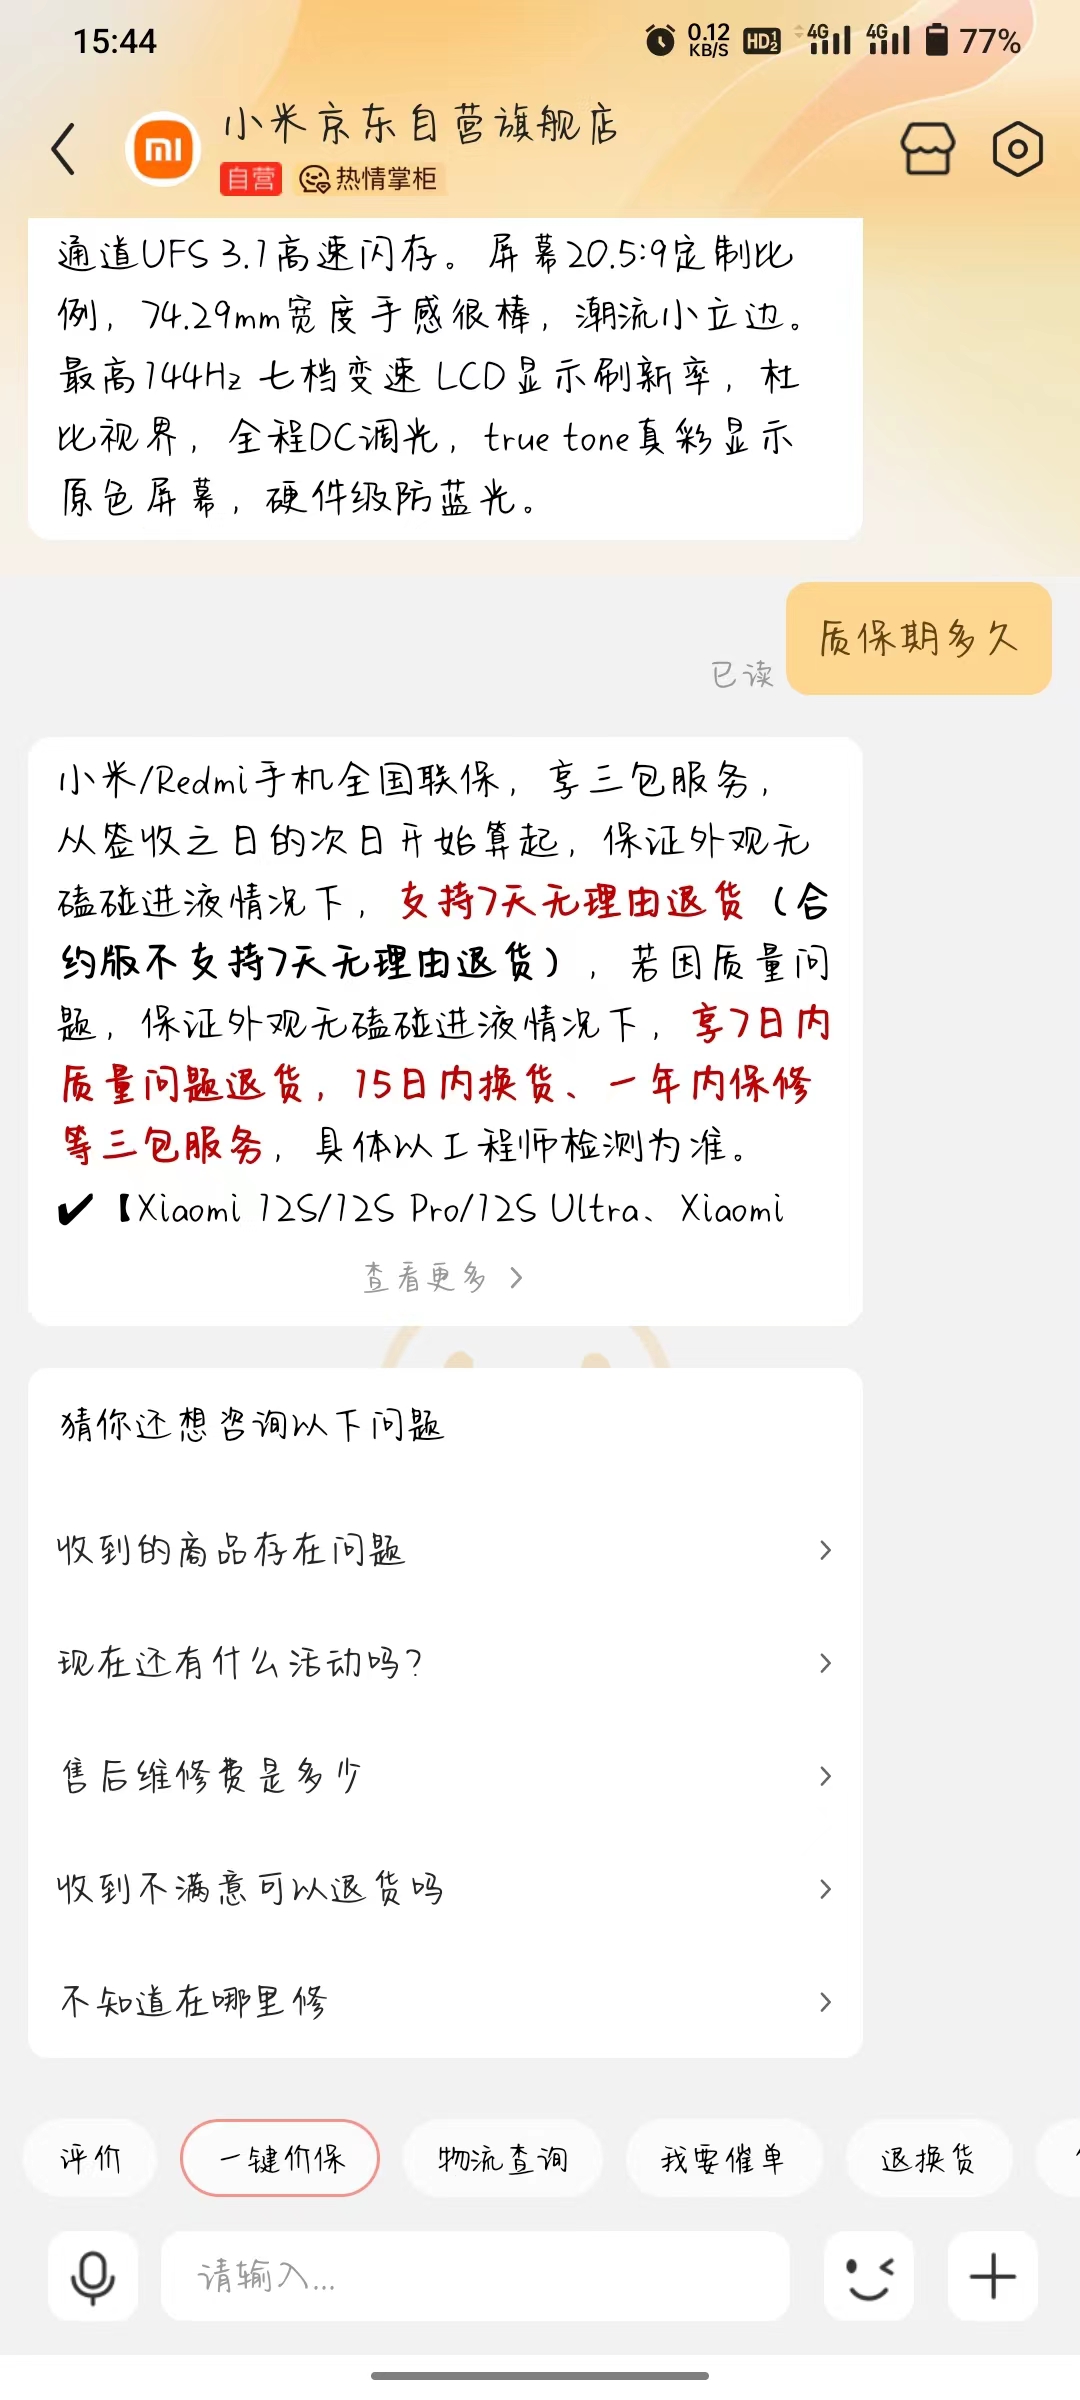 15:44
0.12
KB/S
HD 1
2
4G
4G
77%
小米京东自营旗舰店
mi
自营
热情掌柜
通道UFS 3.1高速闪存。屏幕20.5:9定制比
例，74.29mm宽度手感很棒，潮流小立边。
最高144Hz 七档变速 LCD显示刷新率，杜
比视界，全程DC调光，true tone真彩显示
原色屏幕，硬件级防蓝光。
质保期多久
已读
小米/Redmi手机全国联保，享三包服务，
从签收之日的次日开始算起，保证外观无
磕碰进液情况下，支持7天无理由退货（合
约版不支持7天无理由退货），若因质量问
题，保证外观无磕碰进液情况下，享7日内
质量问题退货，15日内换货、一年内保修
等三包服务，具体以工程师检测为准。
✔【Xiaomi 12S/12S Pro/12S Ultra、Xiaomi
查看更多
猜你还想咨询以下问题
收到的商品存在问题
现在还有什么活动吗？
售后维修费是多少
收到不满意可以退货吗
不知道在哪里修
评价
一键价保
物流查询
我要催单
退换货
请输入...